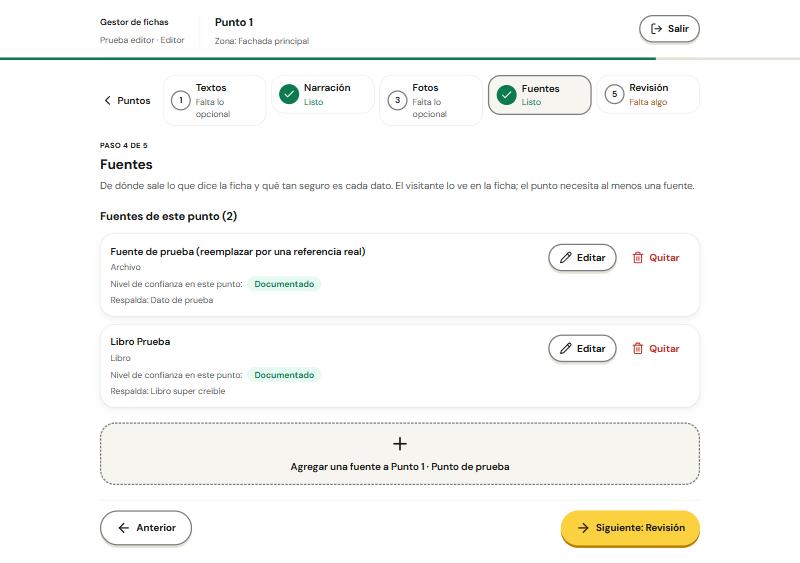 Gestor de fichas
Prueba editor · Editor
Punto 1
Zona: Fachada principal
Salir
Puntos
1
Textos
Falta lo
opcional
Narración
Listo
3
Fotos
Falta lo
opcional
Fuentes
Listo
5
Revisión
Falta algo
PASO 4 DE 5
Fuentes
De dónde sale lo que dice la ficha y qué tan seguro es cada dato. El visitante lo ve en la ficha; el punto necesita al menos una fuente.
Fuentes de este punto (2)
Fuente de prueba (reemplazar por una referencia real)
Archivo
Nivel de confianza en este punto: Documentado
Respalda: Dato de prueba
Editar
Quitar
Libro Prueba
Libro
Nivel de confianza en este punto: Documentado
Respalda: Libro super creible
Editar
Quitar
Agregar una fuente a Punto 1 · Punto de prueba
Anterior
Siguiente: Revisión